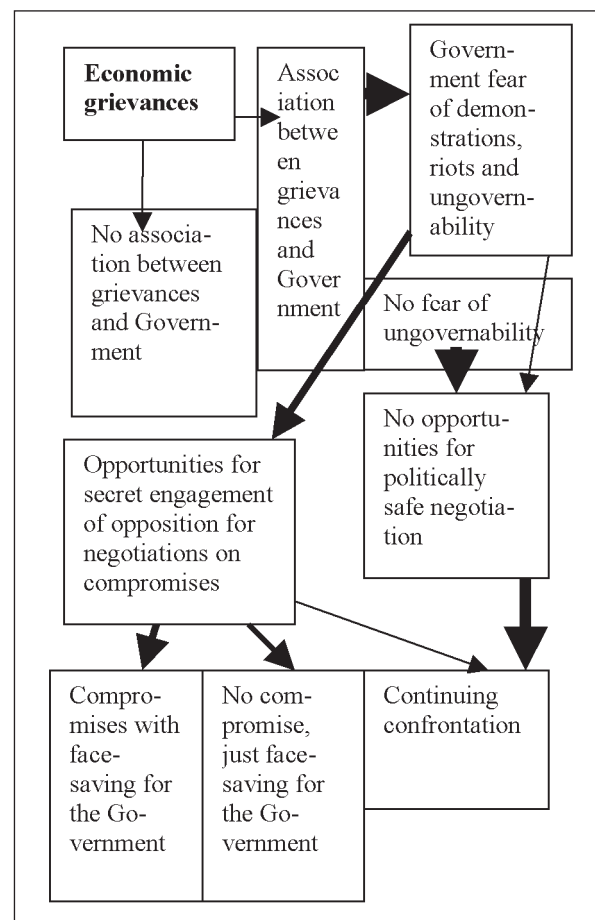 Economic
grievances
Assoc
iation
betwe
en
grieva
nces
and
Gover
nment
Govern-
ment fear
of demon-
strations,
riots and
ungovern-
ability
No associa-
tion between
grievances
and Govern-
ment
No fear of
ungovernability
Opportunities for
secret engagement
of opposition for
negotiations on
compromises
No opportu-
nities for
politically
safe negotia-
tion
Compro-
mises with
face-
saving for
the Go-
vernment
No com-
promise,
just face-
saving for
the Go-
vernment
Continuing
confrontation